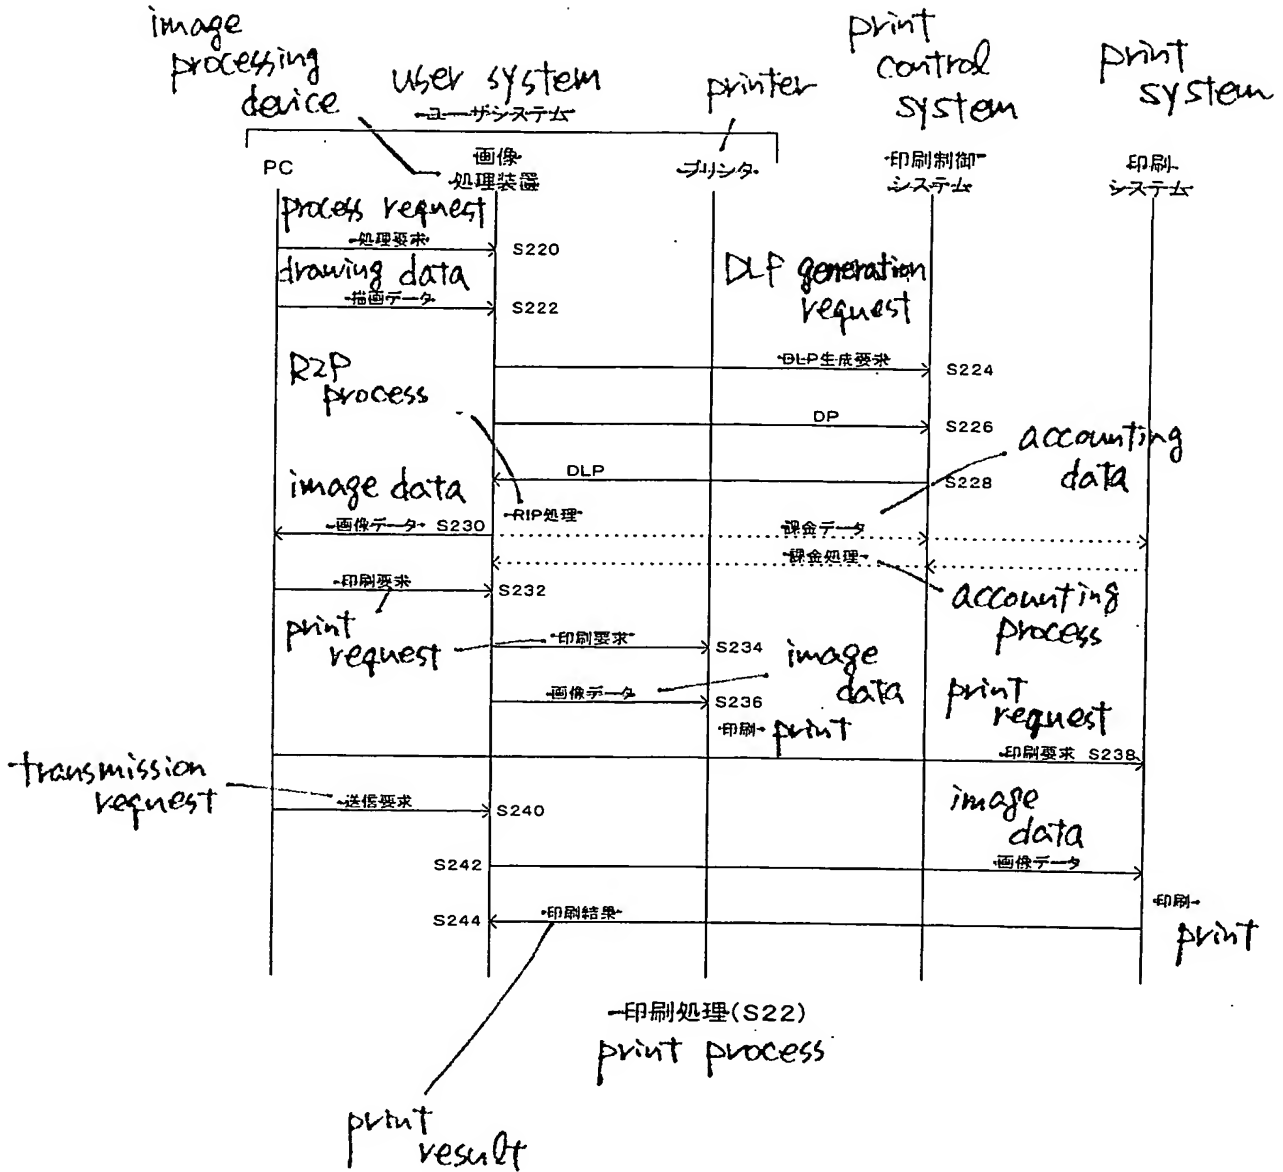 image
processing
device
user system
ユーザシステム
printer
print
control
system
print
system
PC
画像
処理装置
プリンタ
印刷制御
システム
印刷
システム
process request
処理要求
S220
drawing data
描画データ
S222
DLP generation
request
R2P
process
DLP生成要求
S224
DP
S226
accounting
data
DLP
S228
image data
RIP処理
画像データ S230
課金データ
課金処理
印刷要求
S232
accounting
process
print
request
印刷要求
S234
image
data
画像データ
S236
print
request
印刷
print
印刷要求 S238
transmission
request
送信要求
S240
image
data
S242
画像データ
印刷
print
S244
印刷結果
印刷処理(S22)
print process
print
result